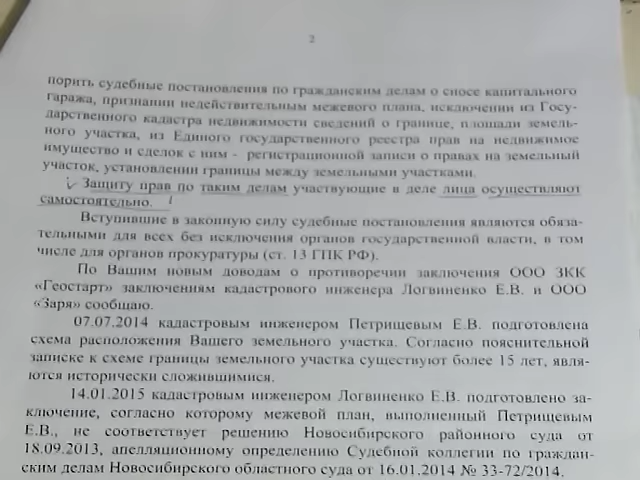 2
порить судебные постановления по гражданским делам о сносе капитального
гаража, признании недействительным межевого плана, исключении из Госу-
дарственного кадастра недвижимости сведений о границе, площади земель-
ного участка, из Единого государственного реестра прав на недвижимое
имущество и сделок с ним - регистрационной записи о правах на земельный
участок, установлении границы между земельными участками.
Защиту прав по таким делам участвующие в деле лица осуществляют
самостоятельно.
Вступившие в законную силу судебные постановления являются обяза-
тельными для всех без исключения органов государственной власти, в том
числе для органов прокуратуры (ст. 13 ГПК РФ).
По Вашим новым доводам о противоречии заключения ООО ЗКК
«Геостарт» заключениям кадастрового инженера Логвиненко Е.В. и ООО
«Заря» сообщаю.
07.07.2014 кадастровым инженером Петрищевым Е.В. подготовлена
схема расположения Вашего земельного участка. Согласно пояснительной
записке к схеме границы земельного участка существуют более 15 лет, явля-
ются исторически сложившимися.
14.01.2015 кадастровым инженером Логвиненко Е.В. подготовлено за-
ключение, согласно которому межевой план, выполненный Петрищевым
Е.В., не соответствует решению Новосибирского районного суда от
18.09.2013, апелляционному определению Судебной коллегии по граждан-
ским делам Новосибирского областного суда от 16.01.2014 № 33-72/2014.